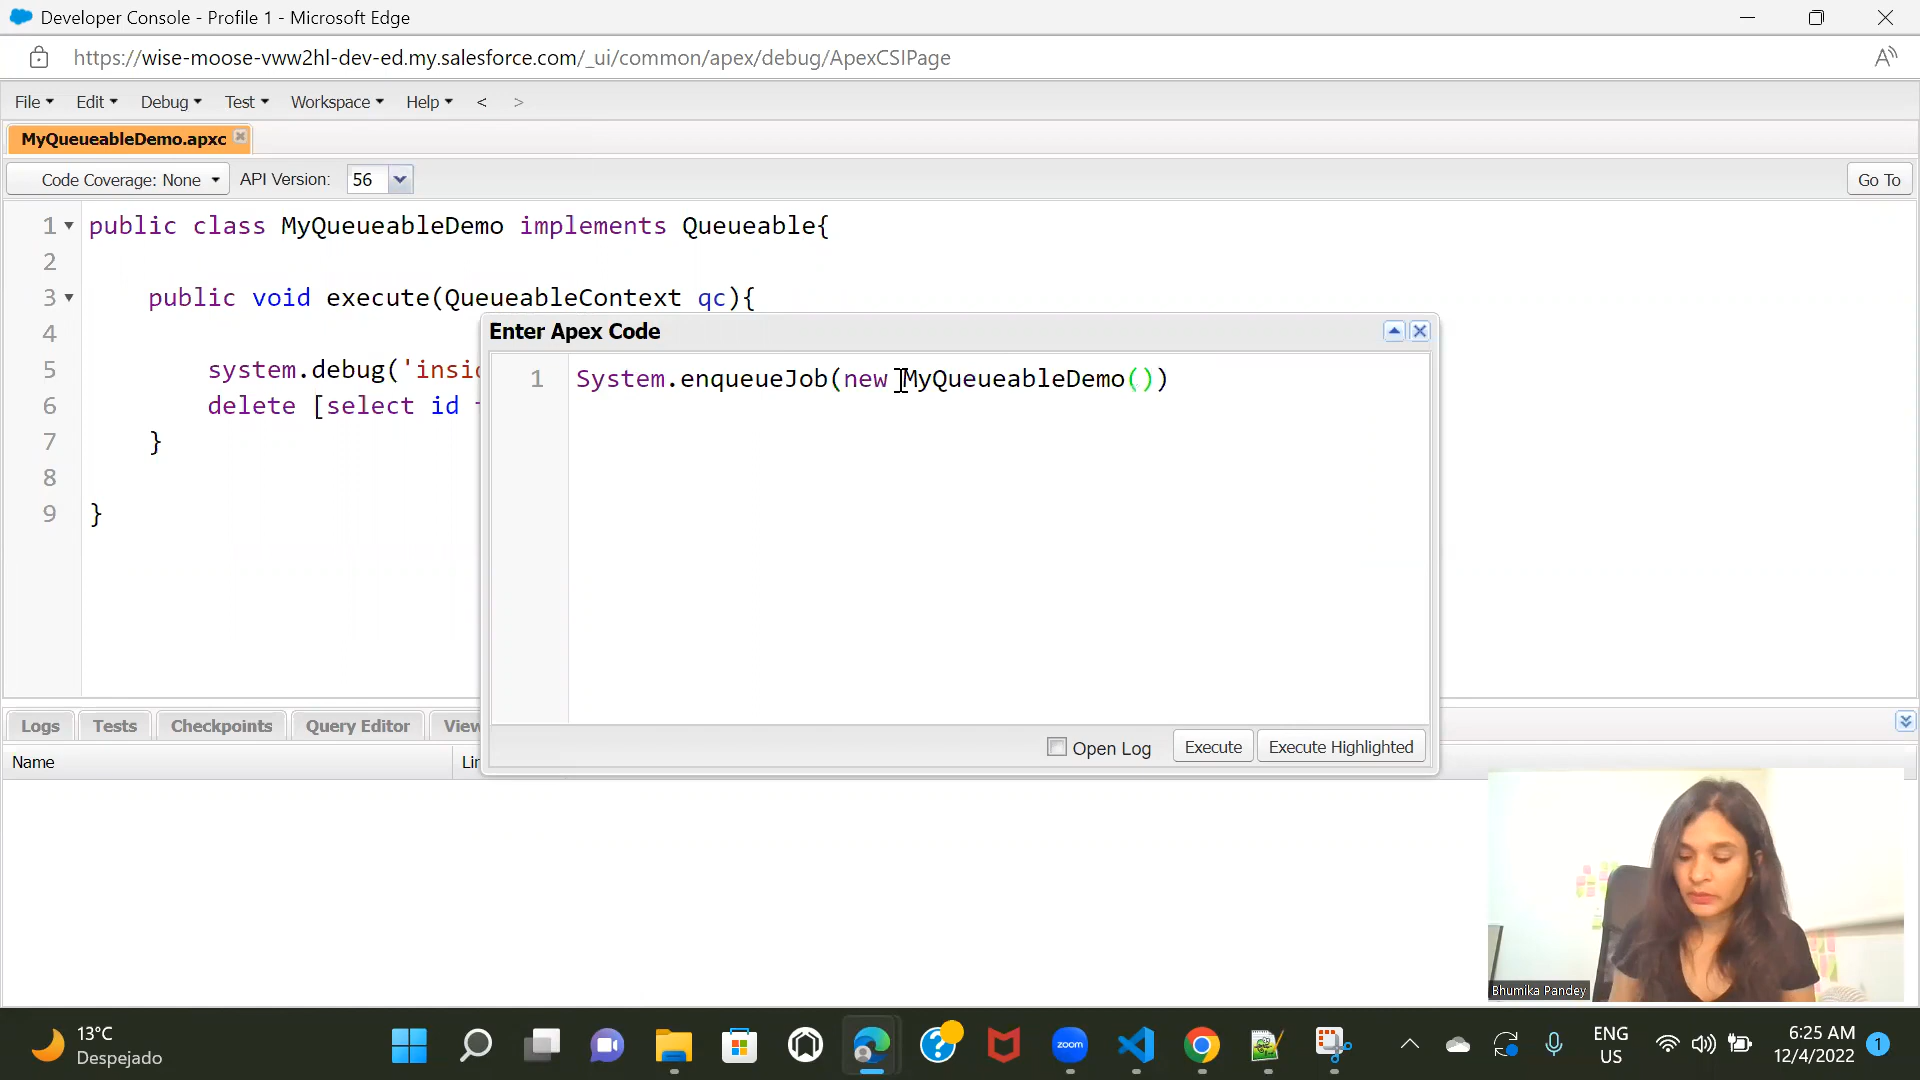 Developer Console - Profile 1 - Microsoft Edge
https://wise-moose-vww2hl-dev-ed.my.salesforce.com/_ui/common/apex/debug/ApexCSIPage
File Edit Debug Test Workspace Help < >
MyQueueableDemo.apxc
Code Coverage: None API Version: 56 Go To
1 public class MyQueueableDemo implements Queueable{
2
3 public void execute(QueueableContext qc){
4
5 system.debug('insid
6 delete [select id
7 }
8
9 }
Enter Apex Code
1 System.enqueueJob(new MyQueueableDemo())
Open Log Execute Execute Highlighted
Logs Tests Checkpoints Query Editor View
Name
Bhumika Pandey
13°C
Despejado
zoom
ENG
US
6:25 AM
12/4/2022
1